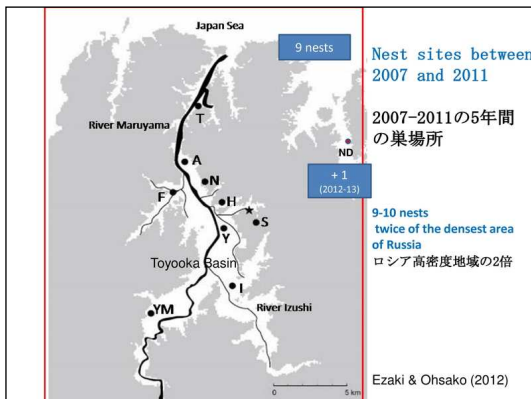 Japan Sea
9 nests
River Maruyama
T
A
N
F
H
S
Y
Toyooka Basin
I
YM
River Izushi
ND
+ 1
(2012-13)
0
5 km
Nest sites between
2007 and 2011
2007-2011の5年間
の巣場所
9-10 nests
twice of the densest area
of Russia
ロシア高密度地域の2倍
Ezaki & Ohsako (2012)